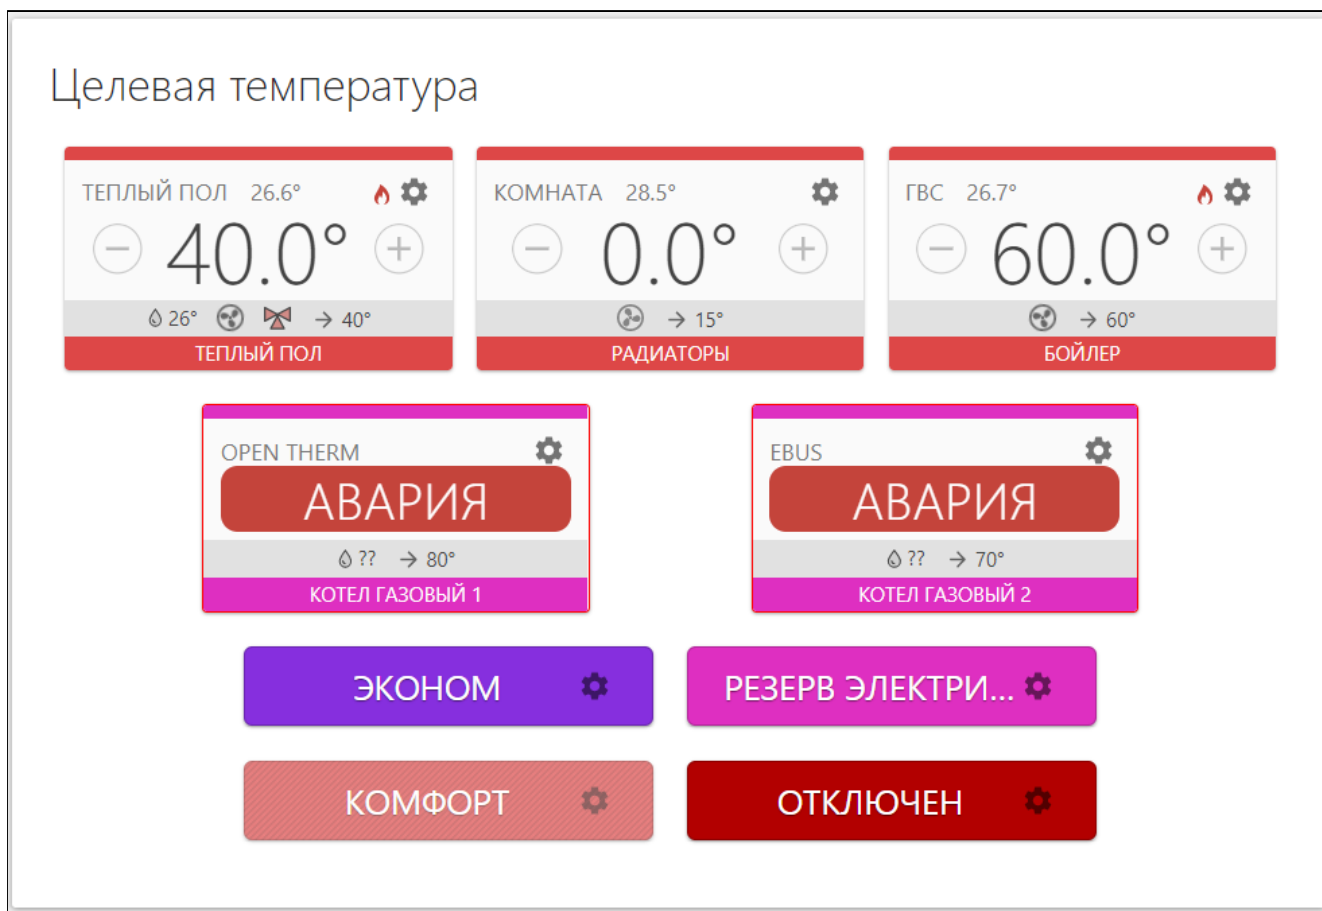 Целевая температура
ТЕПЛЫЙ ПОЛ 26.6°
40.0°
26° → 40°
ТЕПЛЫЙ ПОЛ
КОМНАТА 28.5°
0.0°
→ 15°
РАДИАТОРЫ
ГВС 26.7°
60.0°
→ 60°
БОЙЛЕР
OPEN THERM
АВАРИЯ
?? → 80°
КОТЕЛ ГАЗОВЫЙ 1
EBUS
АВАРИЯ
?? → 70°
КОТЕЛ ГАЗОВЫЙ 2
ЭКОНОМ
РЕЗЕРВ ЭЛЕКТРИ...
КОМФОРТ
ОТКЛЮЧЕН